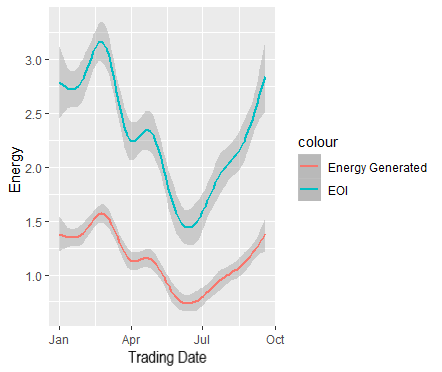 3.0
2.5
2.0
1.5
1.0
Energy
Jan Apr Jul Oct
Trading Date
colour
Energy Generated
EOI